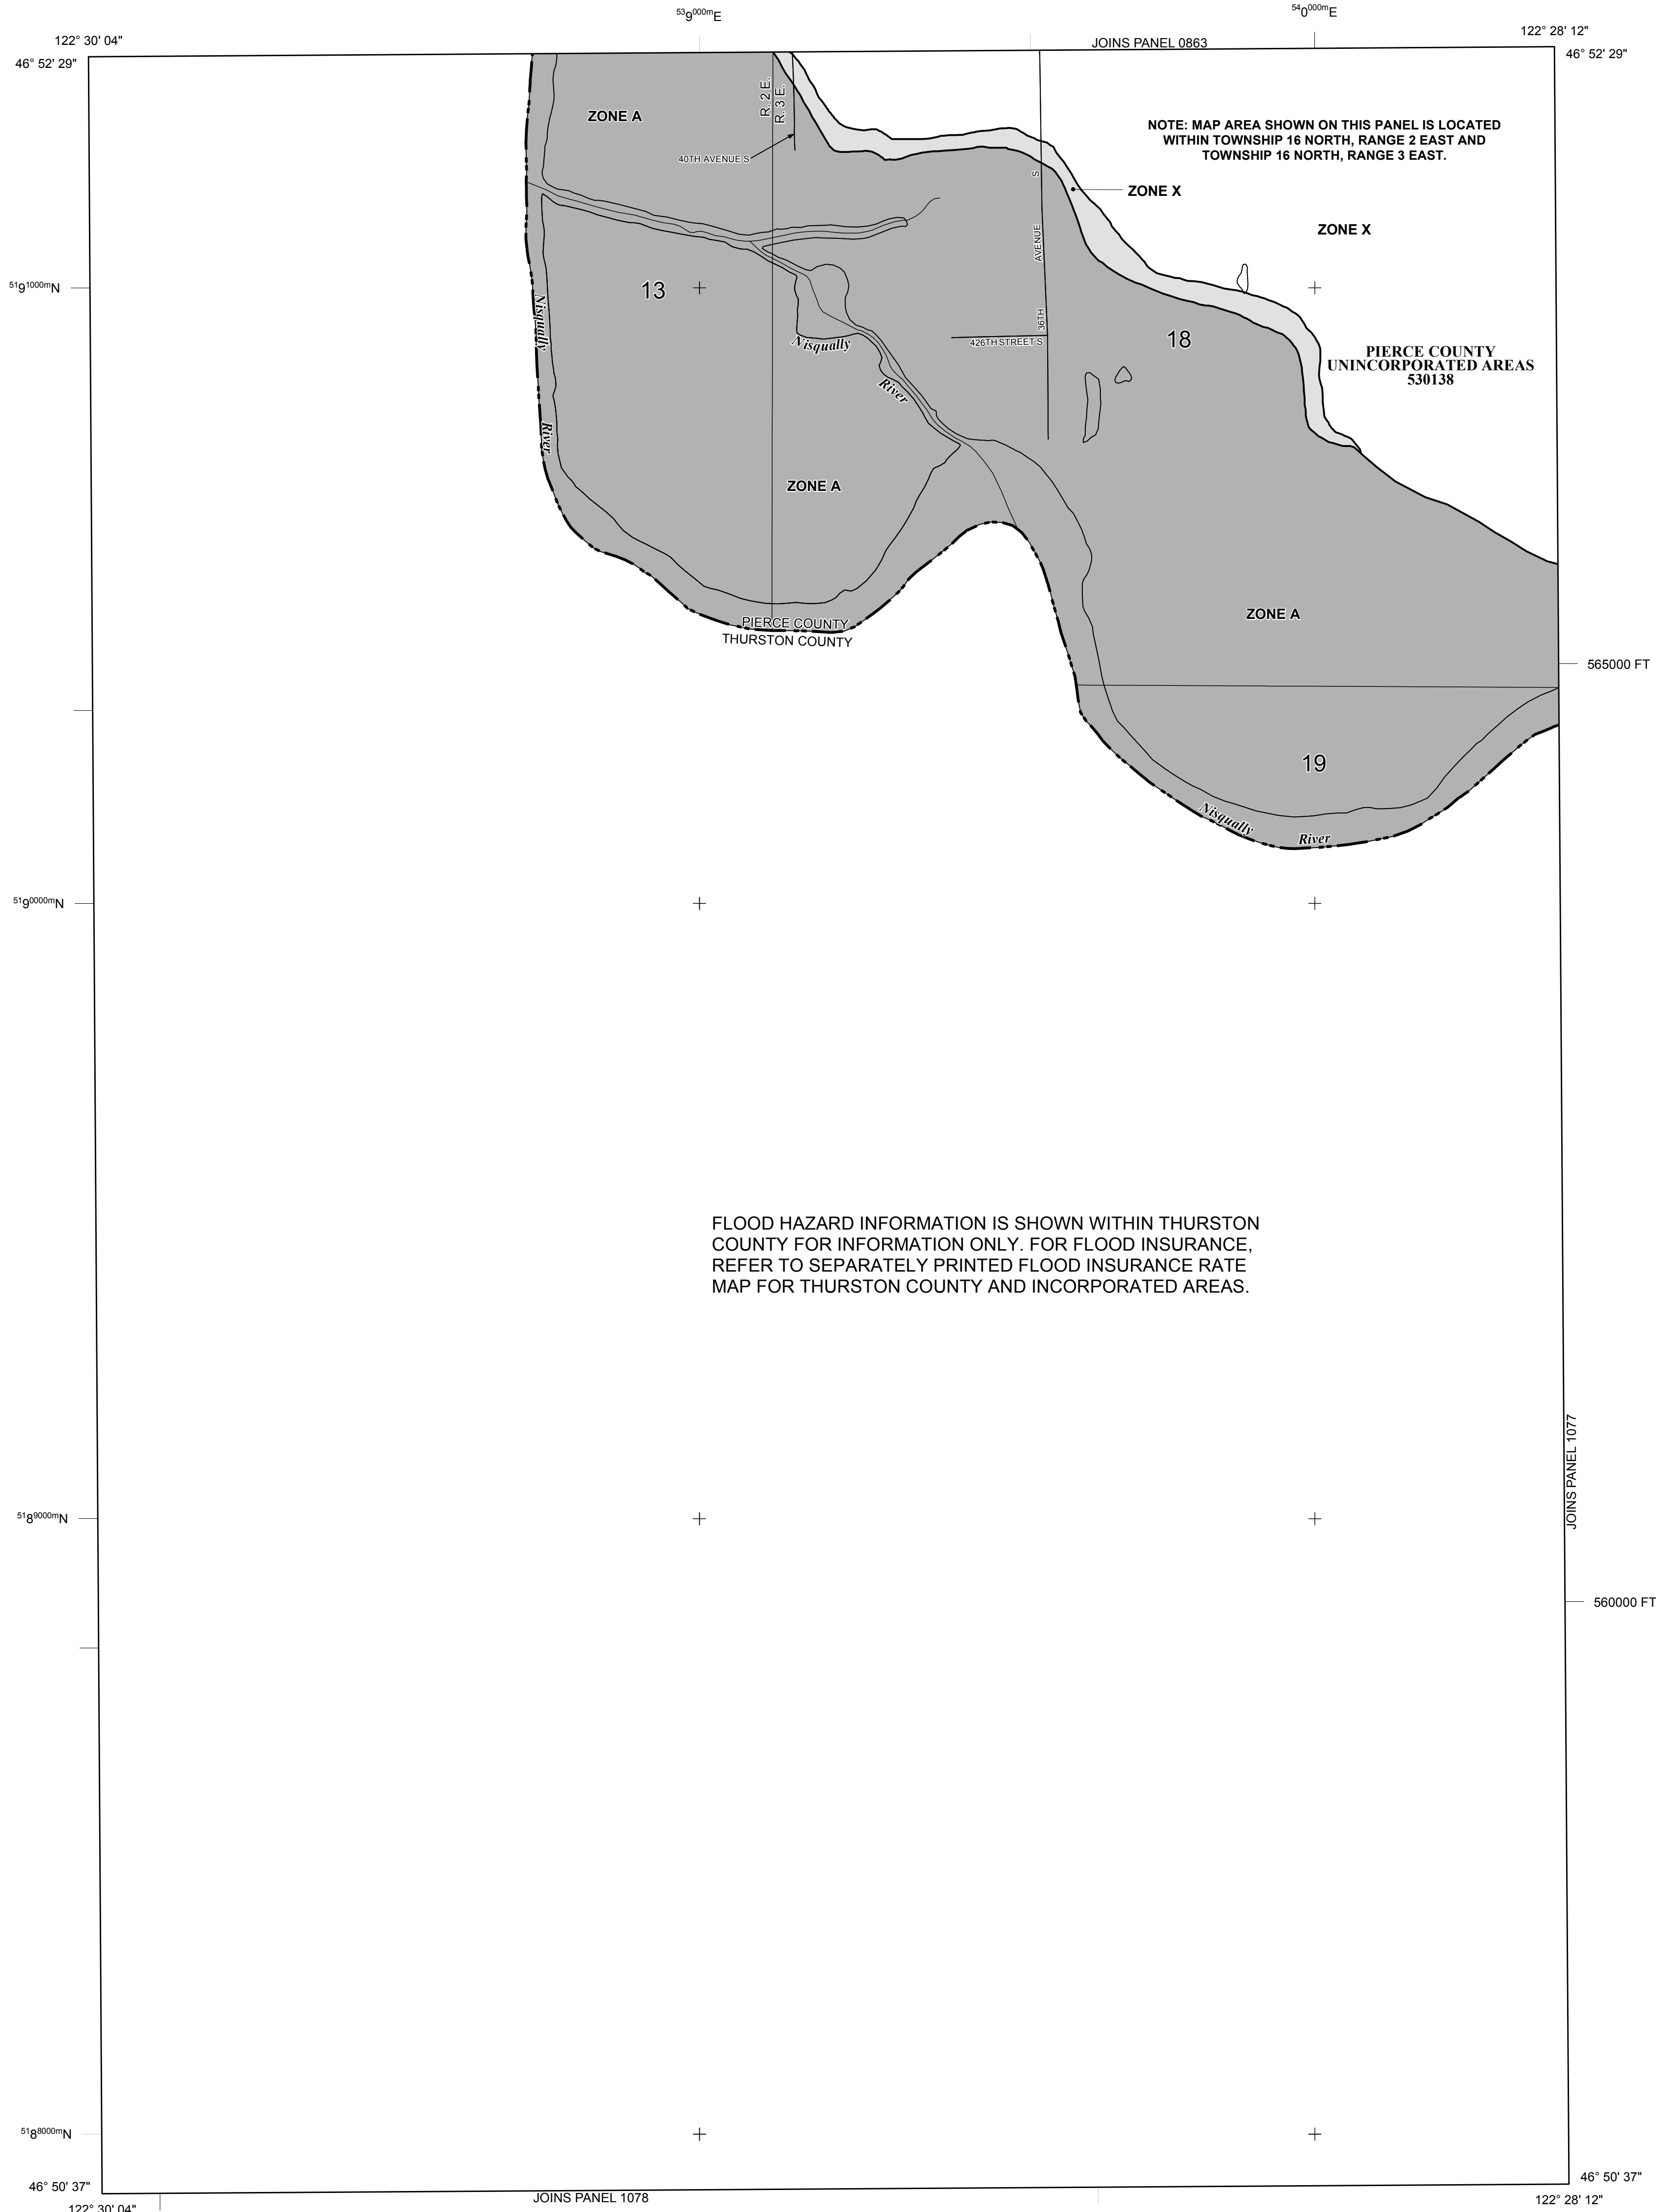 539000mE
540000mE
122° 30' 04"
JOINS PANEL 0863
122° 28' 12"
46° 52' 29"
46° 52' 29"
ZONE A
R. 2 E.
R. 3 E.
40TH AVENUE S
NOTE: MAP AREA SHOWN ON THIS PANEL IS LOCATED
WITHIN TOWNSHIP 16 NORTH, RANGE 2 EAST AND
TOWNSHIP 16 NORTH, RANGE 3 EAST.
ZONE X
ZONE X
36TH AVENUE S
5191000mN
13
Nisqually River
Nisqually River
426TH STREET S
18
PIERCE COUNTY
UNINCORPORATED AREAS
530138
ZONE A
ZONE A
PIERCE COUNTY
THURSTON COUNTY
565000 FT
19
Nisqually River
5190000mN
FLOOD HAZARD INFORMATION IS SHOWN WITHIN THURSTON
COUNTY FOR INFORMATION ONLY. FOR FLOOD INSURANCE,
REFER TO SEPARATELY PRINTED FLOOD INSURANCE RATE
MAP FOR THURSTON COUNTY AND INCORPORATED AREAS.
JOINS PANEL 1077
5189000mN
560000 FT
5188000mN
46° 50' 37"
46° 50' 37"
JOINS PANEL 1078
122° 30' 04"
122° 28' 12"